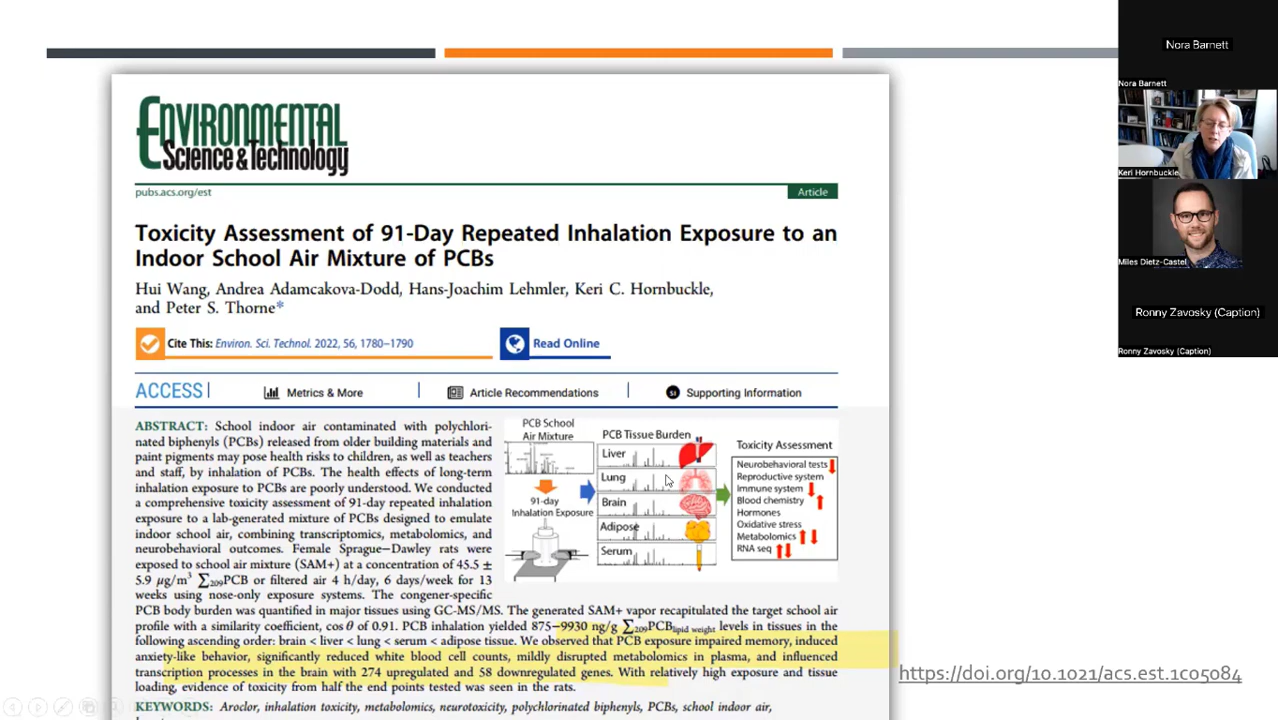 ENVIRONMENTAL
Science & Technology
pubs.acs.org/est
Article
Toxicity Assessment of 91-Day Repeated Inhalation Exposure to an
Indoor School Air Mixture of PCBs
Hui Wang, Andrea Adamcakova-Dodd, Hans-Joachim Lehmler, Keri C. Hornbuckle,
and Peter S. Thorne*
Cite This: Environ. Sci. Technol. 2022, 56, 1780−1790
Read Online
ACCESS
Metrics & More
Article Recommendations
SI Supporting Information
ABSTRACT: School indoor air contaminated with polychlori-
nated biphenyls (PCBs) released from older building materials and
paint pigments may pose health risks to children, as well as teachers
and staff, by inhalation of PCBs. The health effects of long-term
inhalation exposure to PCBs are poorly understood. We conducted
a comprehensive toxicity assessment of 91-day repeated inhalation
exposure to a lab-generated mixture of PCBs designed to emulate
indoor school air, combining transcriptomics, metabolomics, and
neurobehavioral outcomes. Female Sprague−Dawley rats were
exposed to school air mixture (SAM+) at a concentration of 45.5 ±
5.9 μg/m³ ∑209PCB or filtered air 4 h/day, 6 days/week for 13
weeks using nose-only exposure systems. The congener-specific
PCB body burden was quantified in major tissues using GC-MS/MS. The generated SAM+ vapor recapitulated the target school air
profile with a similarity coefficient, cos θ of 0.91. PCB inhalation yielded 875−9930 ng/g ∑209PCBlipid weight levels in tissues in the
following ascending order: brain < liver < lung < serum < adipose tissue. We observed that PCB exposure impaired memory, induced
anxiety-like behavior, significantly reduced white blood cell counts, mildly disrupted metabolomics in plasma, and influenced
transcription processes in the brain with 274 upregulated and 58 downregulated genes. With relatively high exposure and tissue
loading, evidence of toxicity from half the end points tested was seen in the rats.
KEYWORDS: Aroclor, inhalation toxicity, metabolomics, neurotoxicity, polychlorinated biphenyls, PCBs, school indoor air,
PCB School
Air Mixture
91-day
Inhalation Exposure
PCB Tissue Burden
Liver
Lung
Brain
Adipose
Serum
Toxicity Assessment
Neurobehavioral tests
Reproductive system
Immune system
Blood chemistry
Hormones
Oxidative stress
Metabolomics
RNA seq
https://doi.org/10.1021/acs.est.1c05084
Nora Barnett
Nora Barnett
Keri Hornbuckle
Miles Dietz-Castel
Ronny Zavosky (Caption)
Ronny Zavosky (Caption)